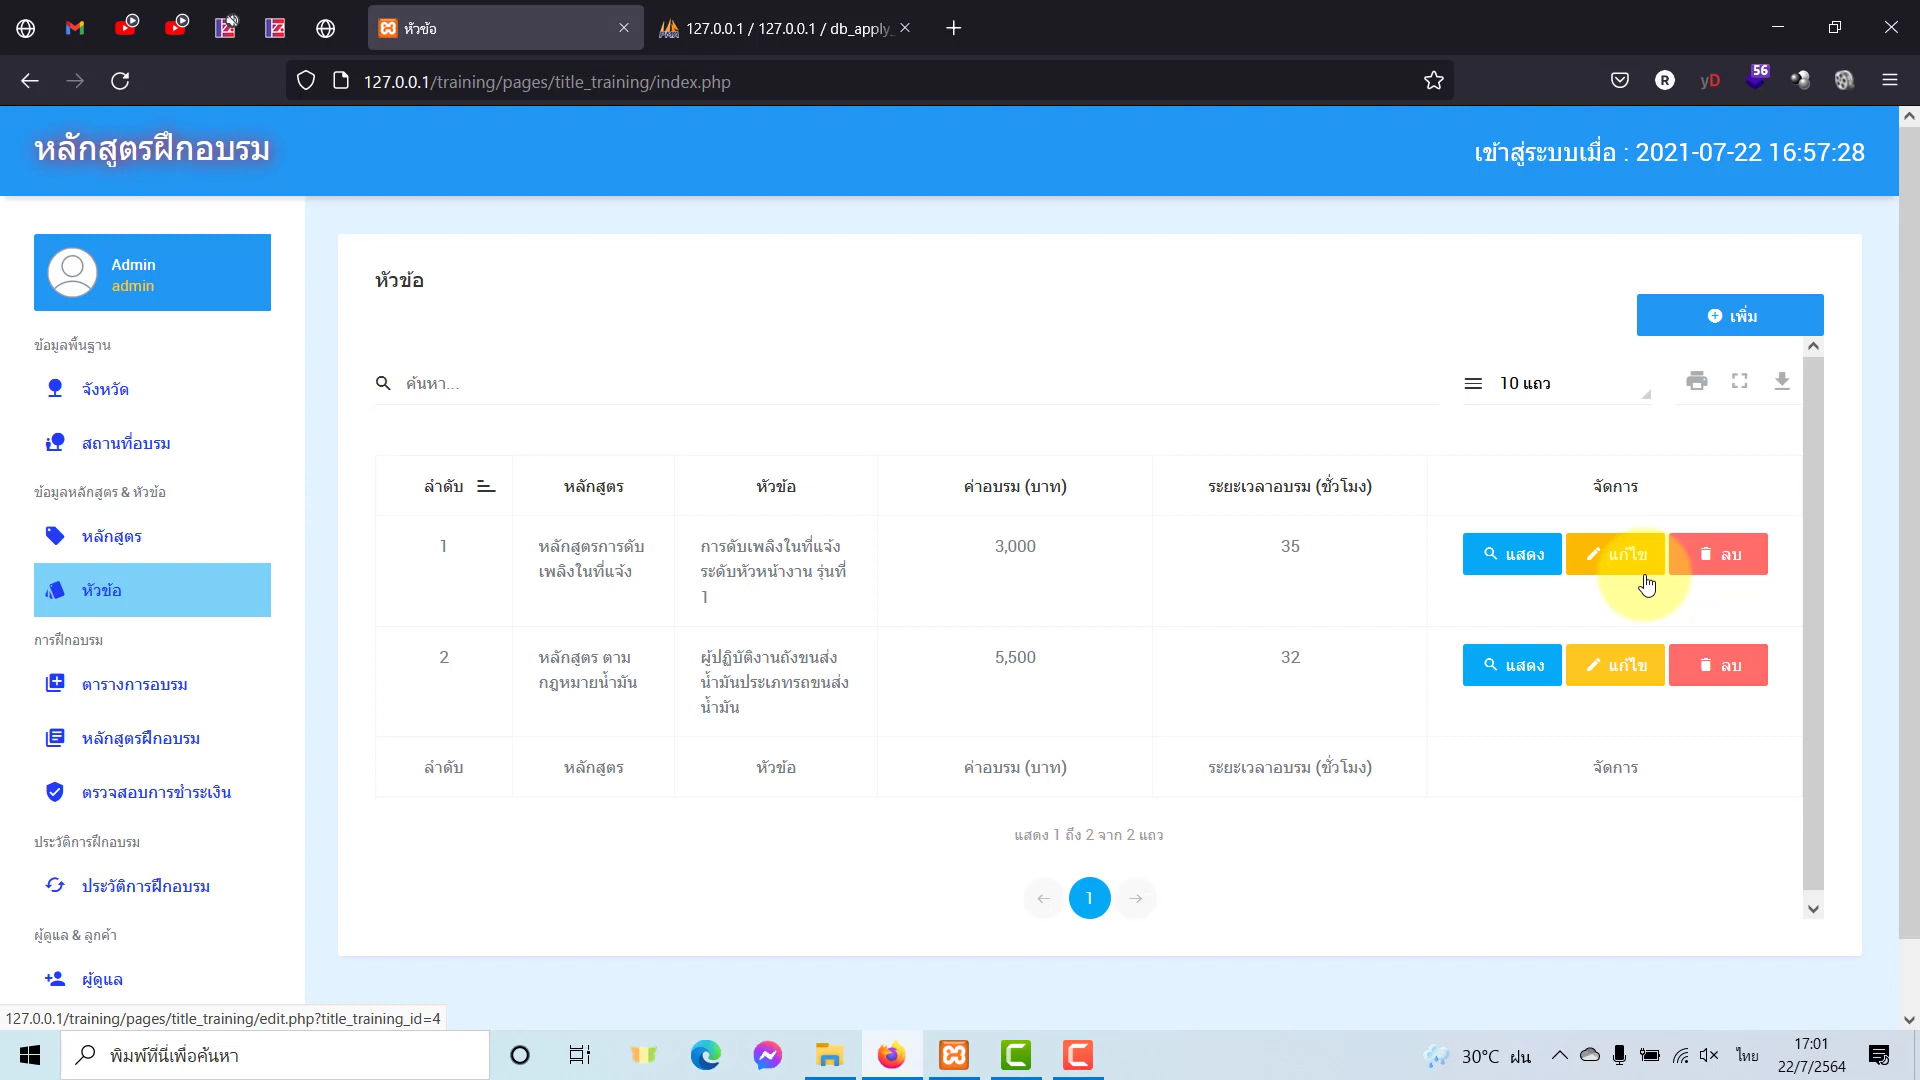 หัวข้อ
127.0.0.1 / 127.0.0.1 / db_apply_
127.0.0.1/training/pages/title_training/index.php
R
yD
56
หลักสูตรฝึกอบรม
เข้าสู่ระบบเมื่อ : 2021-07-22 16:57:28
Admin
admin
ข้อมูลพื้นฐาน
จังหวัด
สถานที่อบรม
ข้อมูลหลักสูตร & หัวข้อ
หลักสูตร
หัวข้อ
การฝึกอบรม
ตารางการอบรม
หลักสูตรฝึกอบรม
ตรวจสอบการชำระเงิน
ประวัติการฝึกอบรม
ประวัติการฝึกอบรม
ผู้ดูแล & ลูกค้า
ผู้ดูแล
หัวข้อ
เพิ่ม
ค้นหา...
10 แถว
ลำดับ หลักสูตร หัวข้อ ค่าอบรม (บาท) ระยะเวลาอบรม (ชั่วโมง) จัดการ
1 หลักสูตรการดับ การดับเพลิงในที่แจ้ง 3,000 35 แสดง แก้ไข ลบ
เพลิงในที่แจ้ง ระดับหัวหน้างาน รุ่นที่
1
2 หลักสูตร ตาม ผู้ปฏิบัติงานถังขนส่ง 5,500 32 แสดง แก้ไข ลบ
กฎหมายน้ำมัน น้ำมันประเภทรถขนส่ง
น้ำมัน
ลำดับ หลักสูตร หัวข้อ ค่าอบรม (บาท) ระยะเวลาอบรม (ชั่วโมง) จัดการ
แสดง 1 ถึง 2 จาก 2 แถว
1
127.0.0.1/training/pages/title_training/edit.php?title_training_id=4
พิมพ์ที่นี่เพื่อค้นหา
30°C ฝน
ไทย
17:01
22/7/2564